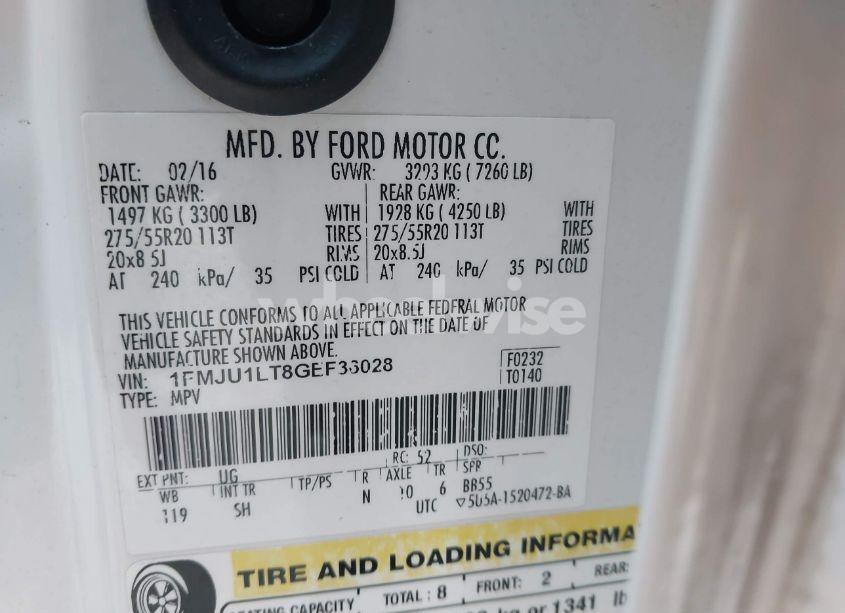 MFD. BY FORD MOTOR CC.
DATE: 02/16 GVWR: 3293 KG ( 7260 LB)
FRONT GAWR: REAR GAWR:
1497 KG ( 3300 LB) WITH 1928 KG ( 4250 LB) WITH
275/55R20 113T TIRES 275/55R20 113T TIRES
20x8.5J RIMS 20x8.5J RIMS
AT 240 kPa/ 35 PSI COLD AT 240 kPa/ 35 PSI COLD
THIS VEHICLE CONFORMS TO ALL APPLICABLE FEDERAL MOTOR
VEHICLE SAFETY STANDARDS IN EFFECT ON THE DATE OF
MANUFACTURE SHOWN ABOVE.
VIN: 1FMJU1LT8GEF36028 F0232
TYPE: MPV T0140
EXT PNT: UG RC: 52 DSO:
WB INT TR TP/PS R AXLE TR SPR
119 SH N 6 BB55
UTC
TIRE AND LOADING INFORMA
SEATING CAPACITY TOTAL : 8 FRONT: 2 REAR:
kg or 1341 lb